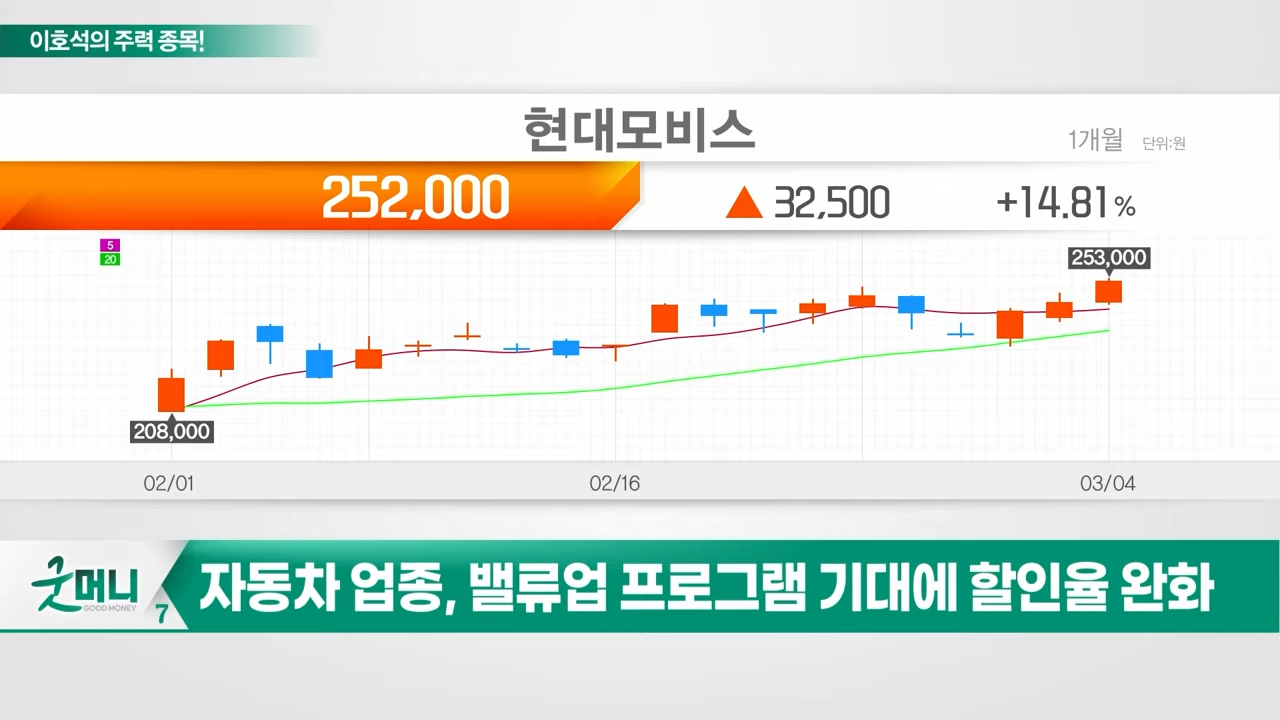 이호석의 주력 종목!
현대모비스
1개월 단위:원
252,000 ▲ 32,500 +14.81%
5
20
253,000
208,000
02/01 02/16 03/04
굿머니 GOOD MONEY 7
자동차 업종, 밸류업 프로그램 기대에 할인율 완화